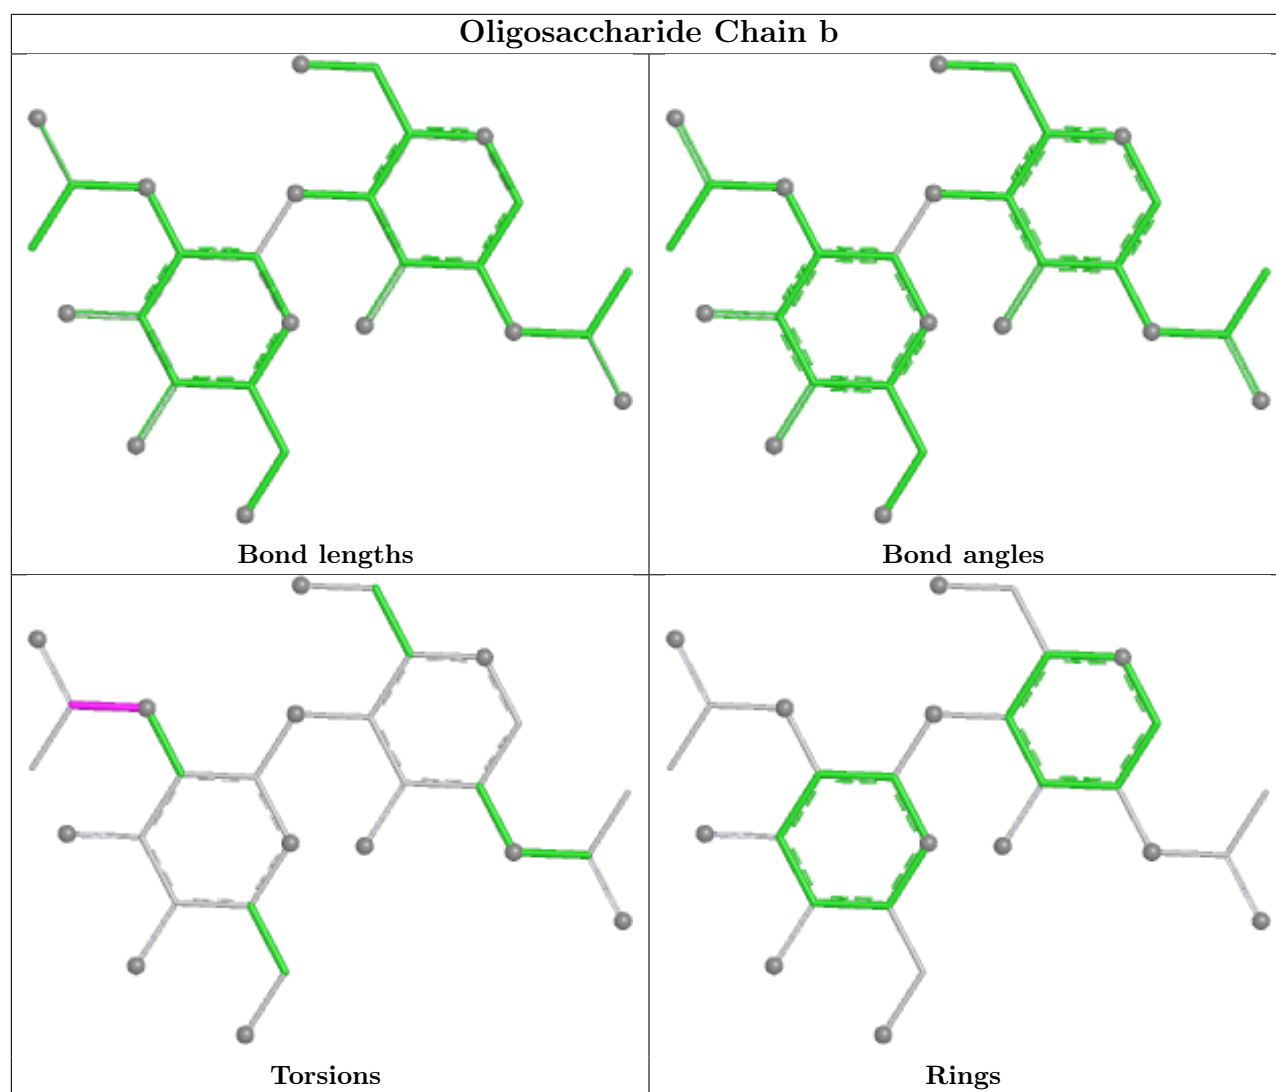 Oligosaccharide Chain b
Bond lengths
Bond angles
Torsions
Rings